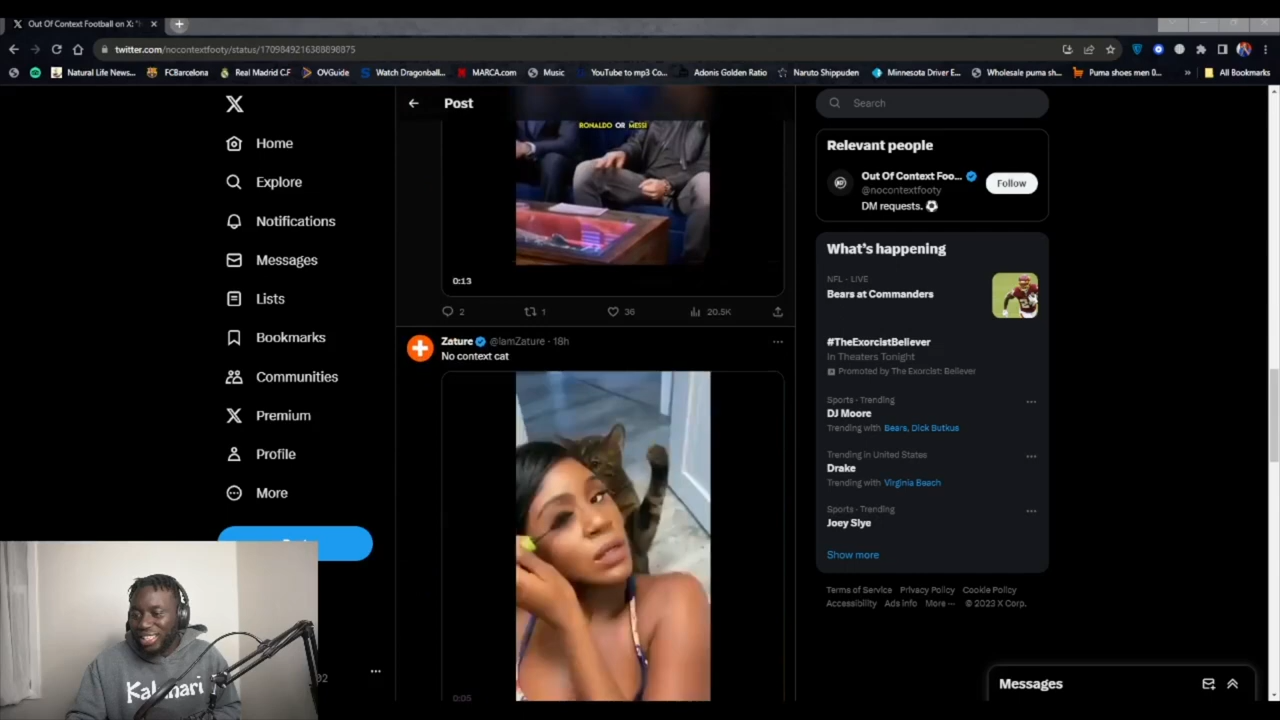 Out Of Context Football on X: "
twitter.com/nocontextfooty/status/1709849216388898875
Natural Life News...
FCBarcelona
Real Madrid C.F
OVGuide
Watch Dragonball...
MARCA.com
Music
YouTube to mp3 Co...
Adonis Golden Ratio
Naruto Shippuden
Minnesota Driver E...
Wholesale puma sh...
Puma shoes men 0...
All Bookmarks
Home
Explore
Notifications
Messages
Lists
Bookmarks
Communities
Premium
Profile
More
Post
RONALDO OR MESSI
0:13
2
1
36
20.5K
Zature @IamZature · 18h
No context cat
0:05
Search
Relevant people
Out Of Context Foo...
@nocontextfooty
Follow
DM requests.
What's happening
NFL · LIVE
Bears at Commanders
#TheExorcistBeliever
In Theaters Tonight
Promoted by The Exorcist: Believer
Sports · Trending
DJ Moore
Trending with Bears, Dick Butkus
Trending in United States
Drake
Trending with Virginia Beach
Sports · Trending
Joey Slye
Show more
Terms of Service Privacy Policy Cookie Policy
Accessibility Ads info More ··· © 2023 X Corp.
Messages